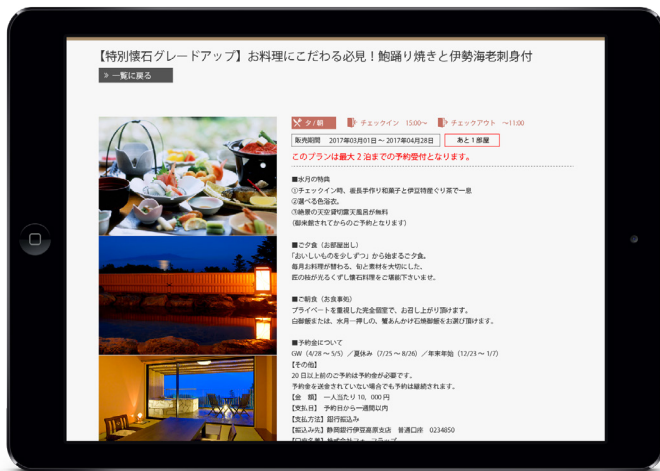 【特別懐石グレードアップ】お料理にこだわる必見！鮑踊り焼きと伊勢海老刺身付
» 一覧に戻る
夕/朝 チェックイン 15:00～ チェックアウト ～11:00
販売期間 2017年03月01日～2017年04月28日 あと1部屋
このプランは最大2泊までの予約受付となります。
■水月の特典
①チェックイン時、板長手作り和菓子と伊豆特産ぐり茶で一息
②選べる色浴衣。
③絶景の天空貸切露天風呂が無料
(御来館されてからのご予約となります)
■ご夕食（お部屋出し）
「おいしいものを少しずつ」から始まるご夕食。
毎月お料理が替わる、旬と素材を大切にした。
匠の技が光るくずし懐石料理をご堪能下さいませ。
■ご朝食（お食事処）
プライベートを重視した完全個室で、お召し上がり頂けます。
白御飯または、水月一押しの、蟹あんかけ石焼御飯をお選び頂けます。
■予約金について
GW（4/28～5/5）／夏休み（7/25～8/26）／年末年始（12/23～1/7）
【その他】
20日以上前のご予約は予約金が必要です。
予約金を送金されていない場合でも予約は継続されます。
【金　額】 一人当たり10,000円
【支払日】 予約日から一週間以内
【支払方法】銀行振込み
【振込み先】静岡銀行伊豆高原支店 普通口座 0234850